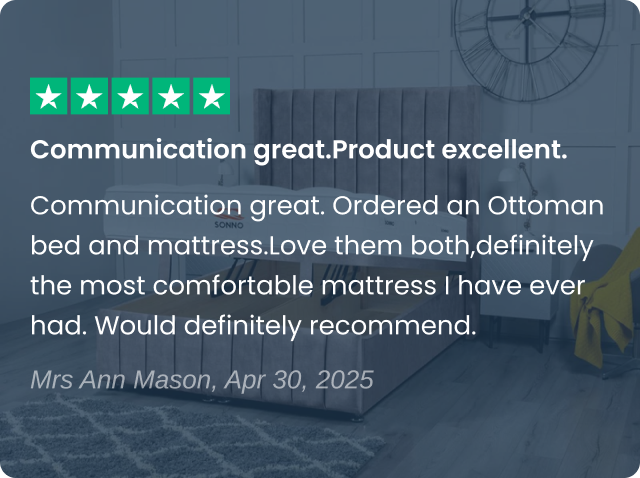 Communication great.Product excellent.
Communication great. Ordered an Ottoman
SONNO
bed and mattress.Love them both,definitely
the most comfortable mattress I have ever
had. Would definitely recommend.
Mrs Ann Mason, Apr 30, 2025